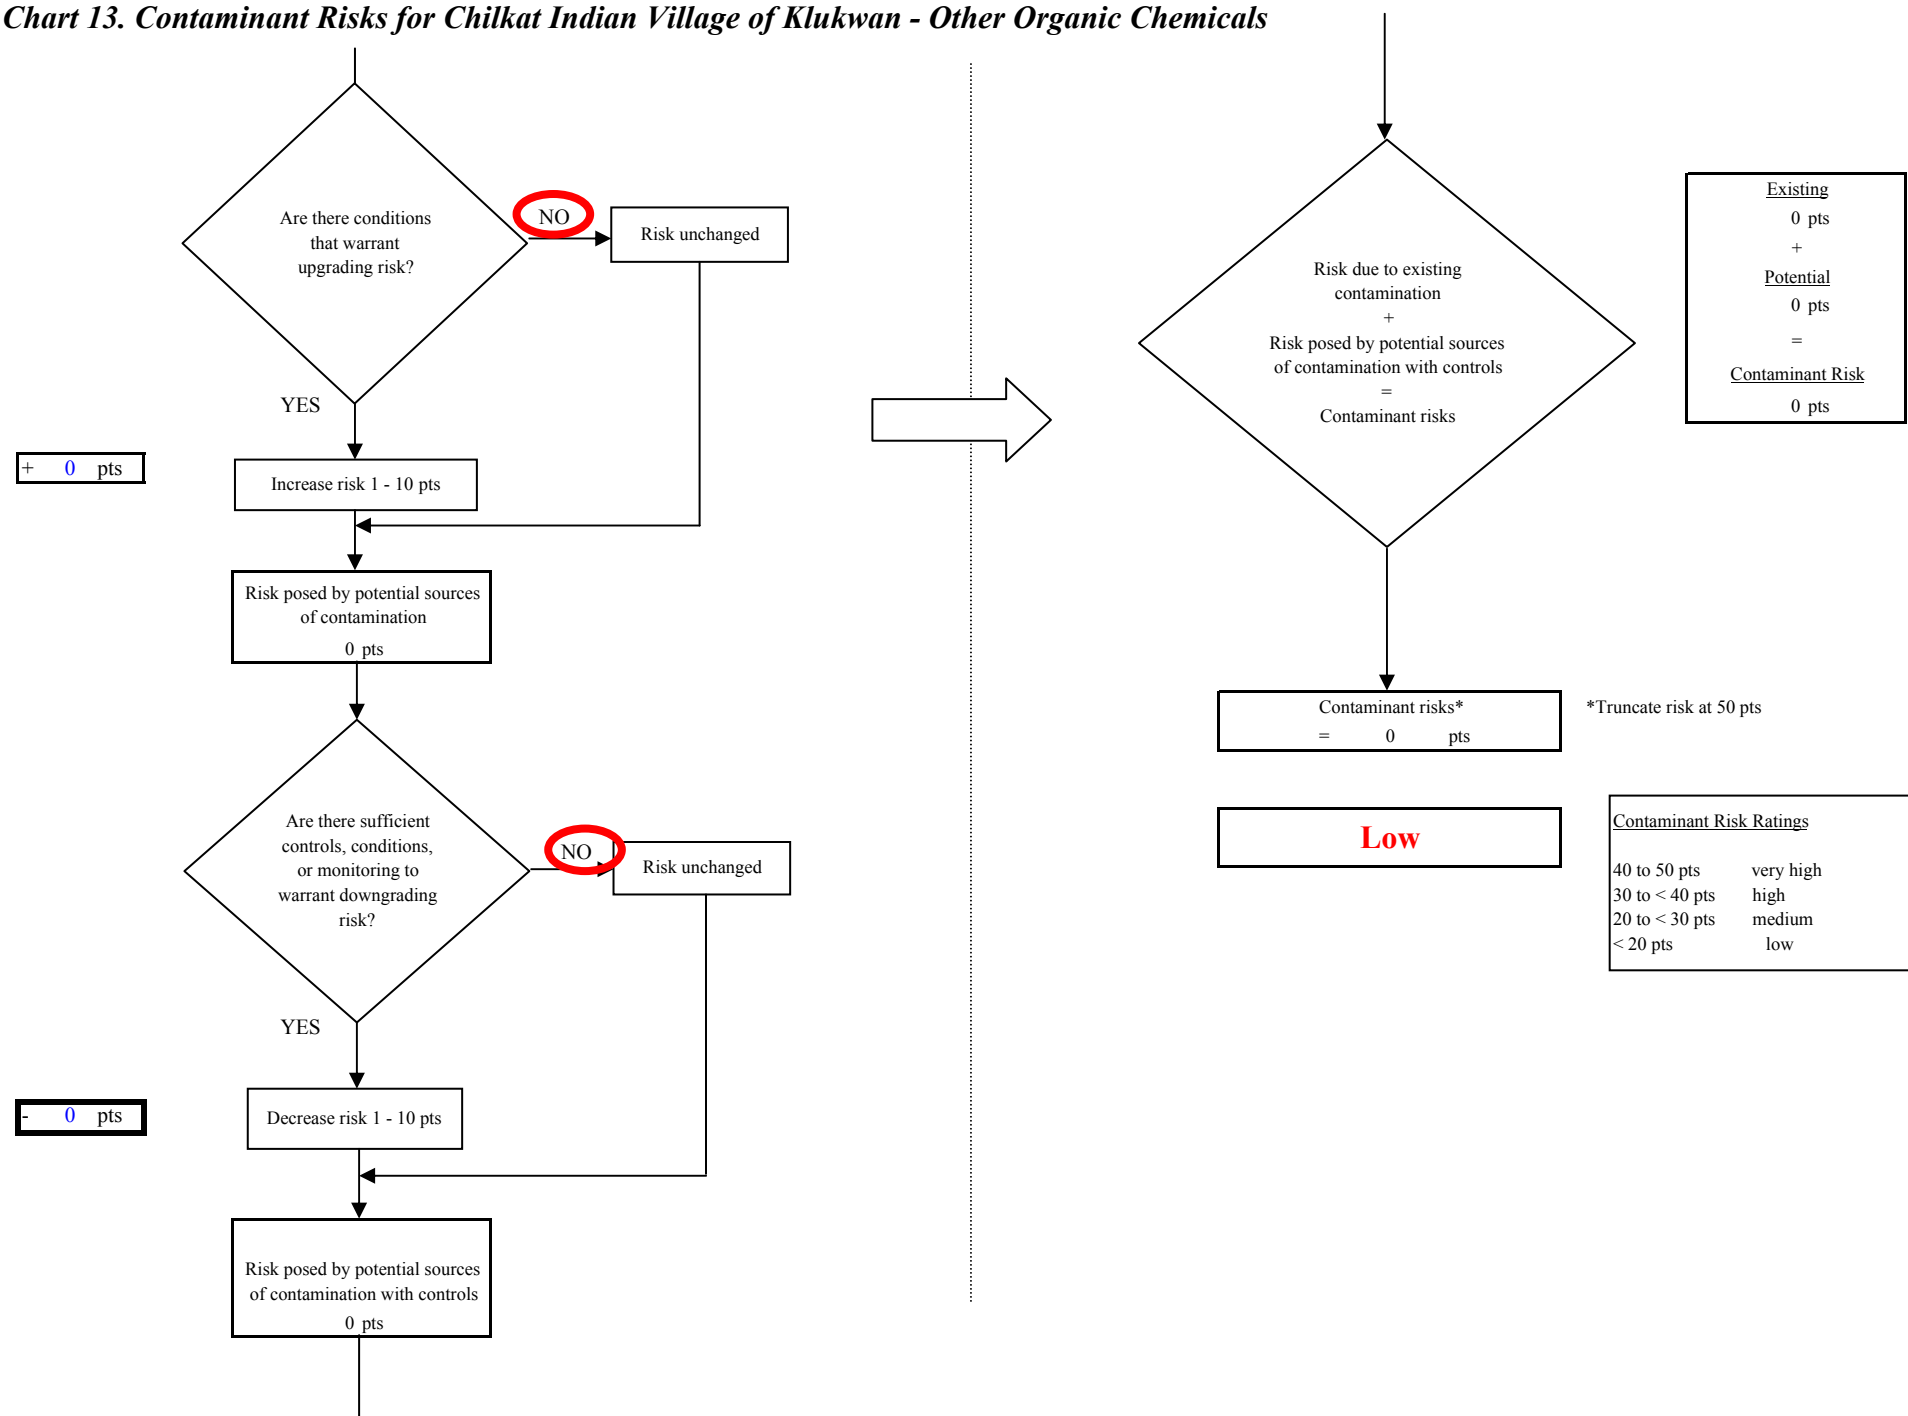 Chart 13. Contaminant Risks for Chilkat Indian Village of Klukwan - Other Organic Chemicals
Are there conditions
that warrant
upgrading risk?
NO
Risk unchanged
YES
+ 0 pts
Increase risk 1 - 10 pts
Risk posed by potential sources
of contamination
0 pts
Are there sufficient
controls, conditions,
or monitoring to
warrant downgrading
risk?
NO
Risk unchanged
YES
- 0 pts
Decrease risk 1 - 10 pts
Risk posed by potential sources
of contamination with controls
0 pts
Risk due to existing
contamination
+
Risk posed by potential sources
of contamination with controls
=
Contaminant risks
Existing
0 pts
+
Potential
0 pts
=
Contaminant Risk
0 pts
Contaminant risks*
= 0 pts
*Truncate risk at 50 pts
Low
Contaminant Risk Ratings
40 to 50 pts very high
30 to < 40 pts high
20 to < 30 pts medium
< 20 pts low